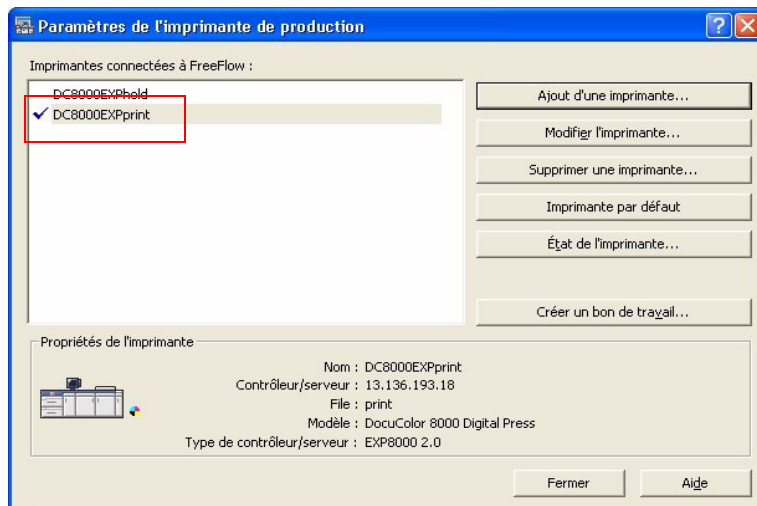 Paramètres de l'imprimante de production
Imprimantes connectées à FreeFlow :
DC8000EXPhold
DC8000EXPprint
Ajout d'une imprimante...
Modifier l'imprimante...
Supprimer une imprimante...
Imprimante par défaut
État de l'imprimante...
Créer un bon de travail...
Propriétés de l'imprimante
Nom : DC8000EXPprint
Contrôleur/serveur : 13.136.193.18
File : print
Modèle : DocuColor 8000 Digital Press
Type de contrôleur/serveur : EXP8000 2.0
Fermer
Aide